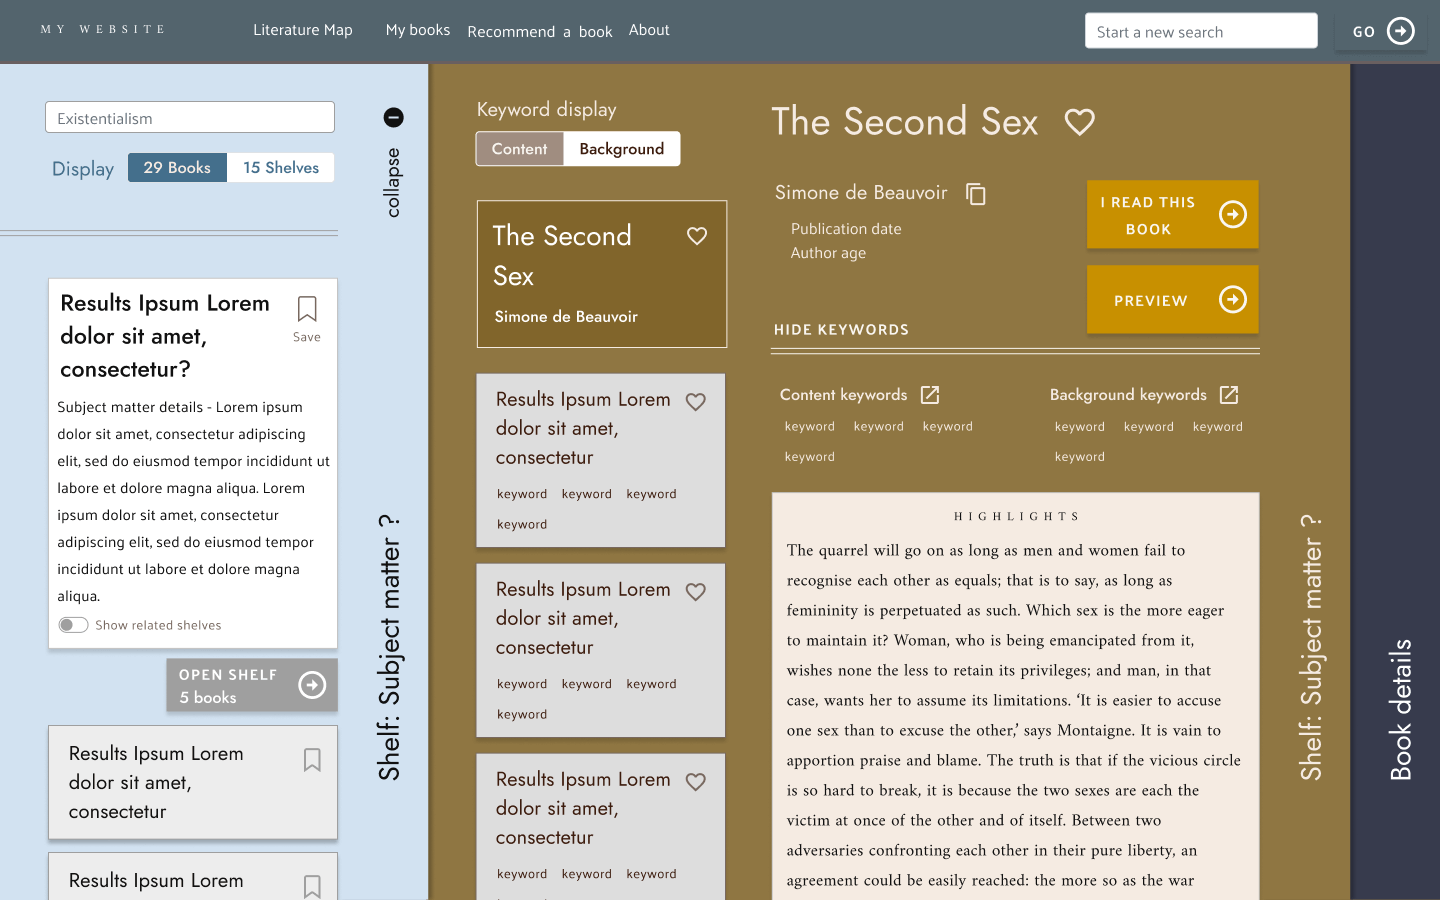 MY WEBSITE
Literature Map
My books
Recommend a book
About
Start a new search
GO
Existentialism
Display
29 Books
15 Shelves
collapse
Results Ipsum Lorem
dolor sit amet,
consectetur?
Save
Subject matter details - Lorem ipsum
dolor sit amet, consectetur adipiscing
elit, sed do eiusmod tempor incididunt ut
labore et dolore magna aliqua. Lorem
ipsum dolor sit amet, consectetur
adipiscing elit, sed do eiusmod tempor
incididunt ut labore et dolore magna
aliqua.
Show related shelves
OPEN SHELF
5 books
Results Ipsum Lorem
dolor sit amet,
consectetur
Results Ipsum Lorem
Shelf: Subject matter ?
Keyword display
Content
Background
The Second
Sex
Simone de Beauvoir
Results Ipsum Lorem
dolor sit amet,
consectetur
keyword keyword keyword
keyword
Results Ipsum Lorem
dolor sit amet,
consectetur
keyword keyword keyword
keyword
Results Ipsum Lorem
dolor sit amet,
consectetur
keyword keyword keyword
The Second Sex
Simone de Beauvoir
Publication date
Author age
I READ THIS
BOOK
PREVIEW
HIDE KEYWORDS
Content keywords
keyword keyword keyword
keyword
Background keywords
keyword keyword keyword
keyword
HIGHLIGHTS
The quarrel will go on as long as men and women fail to
recognise each other as equals; that is to say, as long as
femininity is perpetuated as such. Which sex is the more eager
to maintain it? Woman, who is being emancipated from it,
wishes none the less to retain its privileges; and man, in that
case, wants her to assume its limitations. ‘It is easier to accuse
one sex than to excuse the other,’ says Montaigne. It is vain to
apportion praise and blame. The truth is that if the vicious circle
is so hard to break, it is because the two sexes are each the
victim at once of the other and of itself. Between two
adversaries confronting each other in their pure liberty, an
agreement could be easily reached: the more so as the war
Shelf: Subject matter ?
Book details